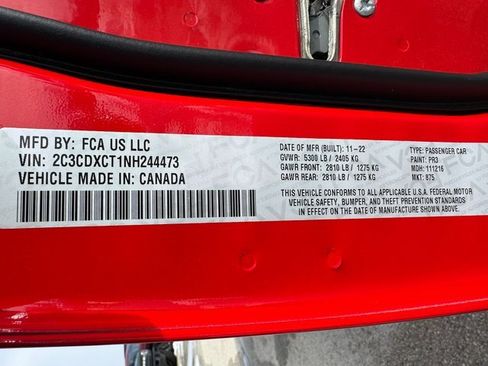 MFD BY: FCA US LLC
VIN: 2C3CDXCT1NH244473
VEHICLE MADE IN: CANADA
DATE OF MFR (BUILT): 11-22
GVWR: 5300 LB / 2405 KG
GAWR FRONT: 2810 LB / 1275 KG
GAWR REAR: 2810 LB / 1275 KG
TYPE: PASSENGER CAR
PAINT: PR3
MDH: 111216
MKT: 875
THIS VEHICLE CONFORMS TO ALL APPLICABLE U.S.A. FEDERAL MOTOR
VEHICLE SAFETY, BUMPER, AND THEFT PREVENTION STANDARDS
IN EFFECT ON THE DATE OF MANUFACTURE SHOWN ABOVE.